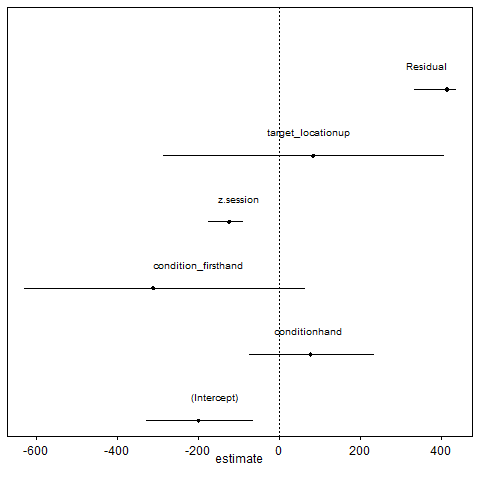 Residual
target_locationup
z.session
condition_firsthand
conditionhand
(Intercept)
-600 -400 -200 0 200 400
estimate